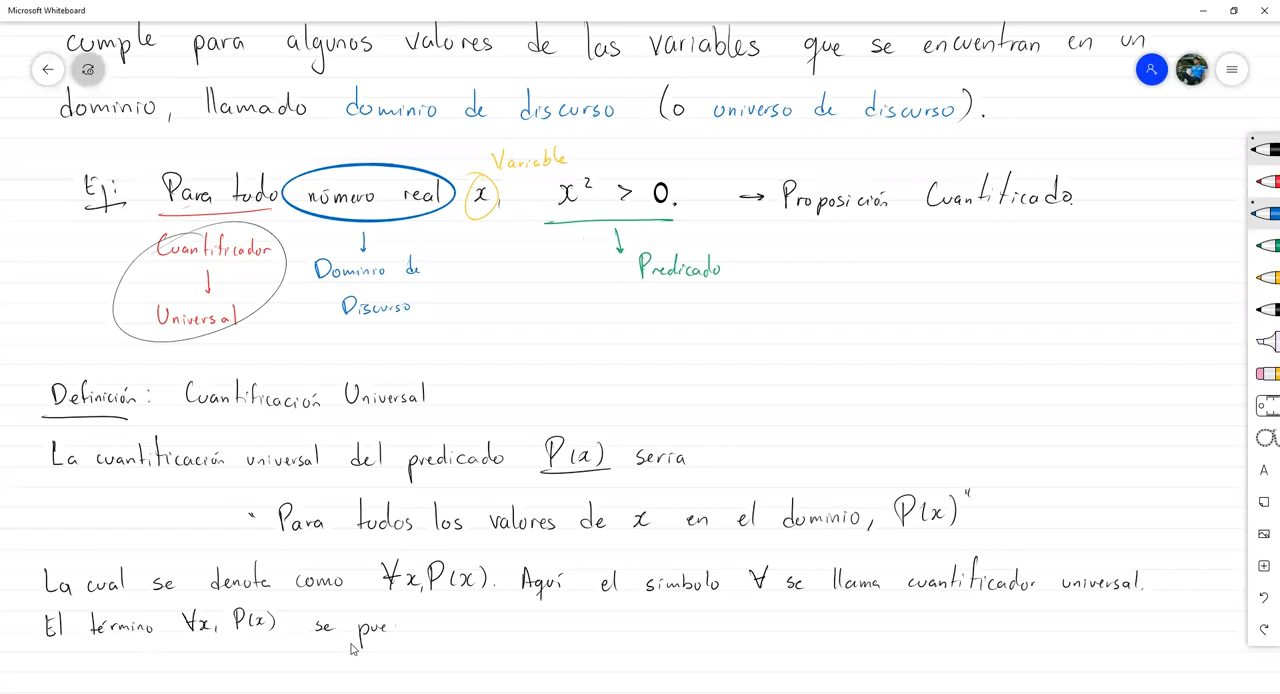 Microsoft Whiteboard
cumple para algunos valores de las variables que se encuentran en un
dominio, llamado dominio de discurso (o universo de discurso).
Variable
Ej: Para todo número real x, x² > 0. → Proposición Cuantificada.
Cuantificador
↓
Universal
↓
Dominio de
Discurso
↓
Predicado
Definición: Cuantificación Universal
La cuantificación universal del predicado P(x) sería
"Para todos los valores de x en el dominio, P(x)"
La cual se denota como ∀x, P(x). Aquí el símbolo ∀ se llama cuantificador universal.
El término ∀x, P(x) se pue